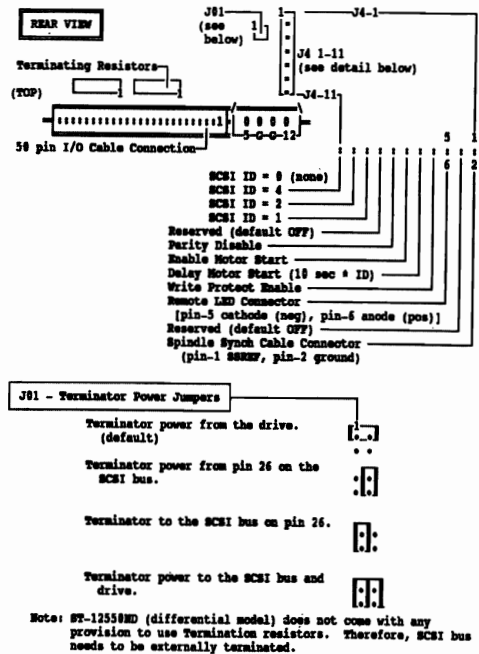 REAR VIEW
J01
(see
below)
1
1
J4-1
J4 1-11
(see detail below)
J4-11
Terminating Resistors
(TOP)
1
1
1
5-G-G-12
50 pin I/O Cable Connection
5 1
6 2
SCSI ID = 0 (none)
SCSI ID = 4
SCSI ID = 2
SCSI ID = 1
Reserved (default OFF)
Parity Disable
Enable Motor Start
Delay Motor Start (10 sec * ID)
Write Protect Enable
Remote LED Connector
[pin-5 cathode (neg), pin-6 anode (pos)]
Reserved (default OFF)
Spindle Synch Cable Connector
(pin-1 SSREF, pin-2 ground)
J01 - Terminator Power Jumpers
Terminator power from the drive.
(default)
1
Terminator power from pin 26 on the
SCSI bus.
Terminator to the SCSI bus on pin 26.
Terminator power to the SCSI bus and
drive.
Note: ST-12550ND (differential model) does not come with any
provision to use Termination resistors. Therefore, SCSI bus
needs to be externally terminated.